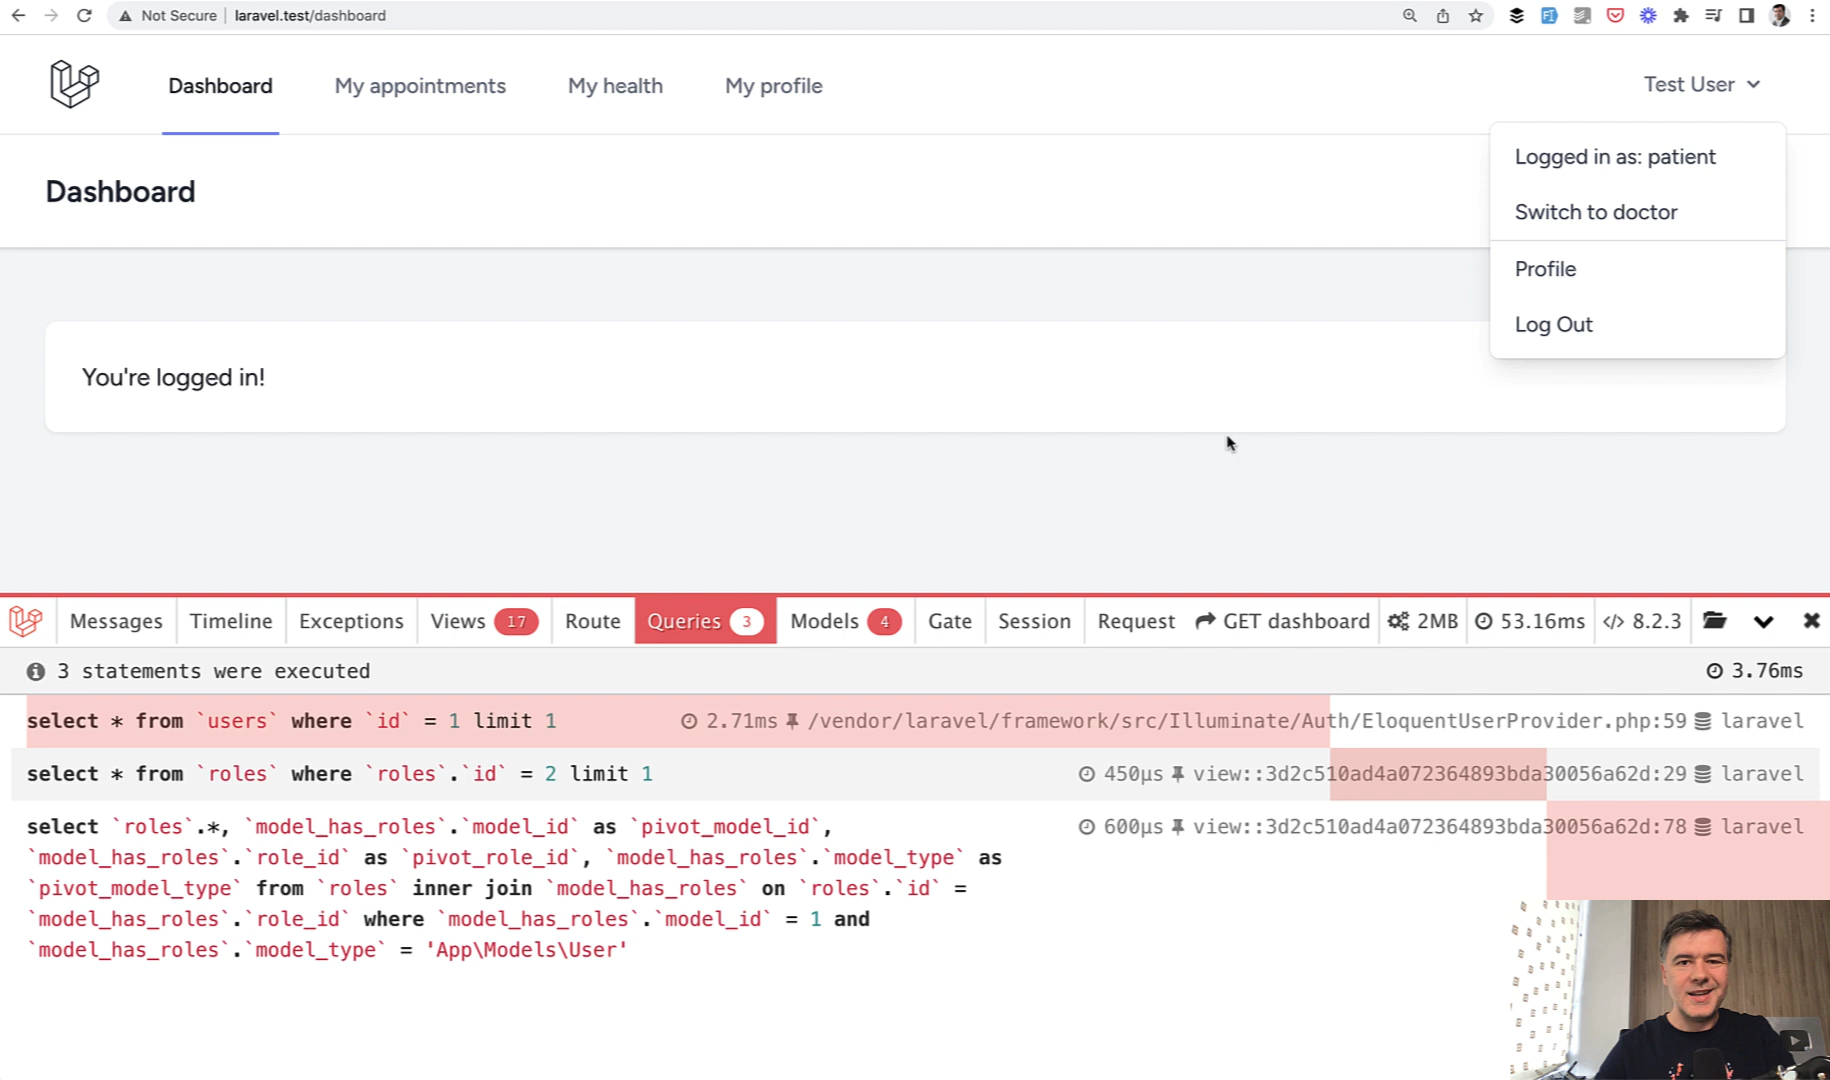 Not Secure | laravel.test/dashboard
Dashboard My appointments My health My profile Test User
Logged in as: patient
Dashboard
Switch to doctor
Profile
Log Out
You're logged in!
Messages Timeline Exceptions Views 17 Route Queries 3 Models 4 Gate Session Request GET dashboard 2MB 53.16ms </> 8.2.3
3 statements were executed 3.76ms
select * from `users` where `id` = 1 limit 1 2.71ms /vendor/laravel/framework/src/Illuminate/Auth/EloquentUserProvider.php:59 laravel
select * from `roles` where `roles`.`id` = 2 limit 1 450μs view::3d2c510ad4a072364893bda30056a62d:29 laravel
select `roles`.*, `model_has_roles`.`model_id` as `pivot_model_id`, 600μs view::3d2c510ad4a072364893bda30056a62d:78 laravel
`model_has_roles`.`role_id` as `pivot_role_id`, `model_has_roles`.`model_type` as
`pivot_model_type` from `roles` inner join `model_has_roles` on `roles`.`id` =
`model_has_roles`.`role_id` where `model_has_roles`.`model_id` = 1 and
`model_has_roles`.`model_type` = 'App\Models\User'